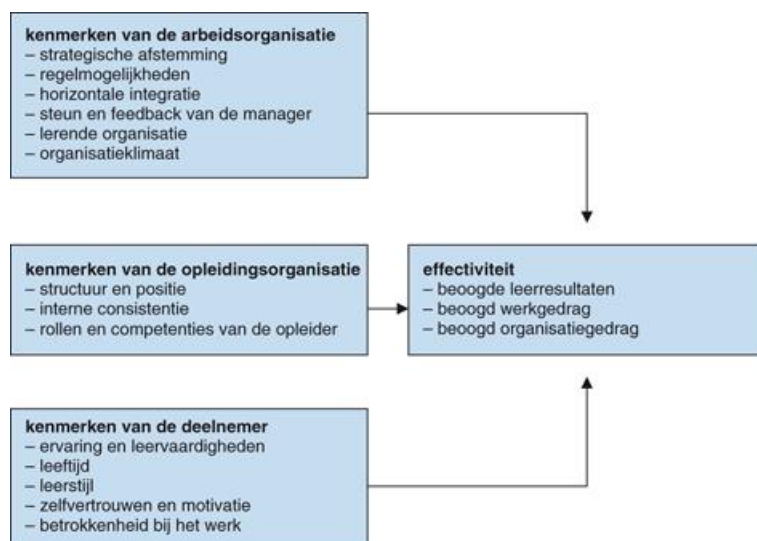 kenmerken van de arbeidsorganisatie
– strategische afstemming
– regelmogelijkheden
– horizontale integratie
– steun en feedback van de manager
– lerende organisatie
– organisatieklimaat
kenmerken van de opleidingsorganisatie
– structuur en positie
– interne consistentie
– rollen en competenties van de opleider
effectiviteit
– beoogde leerresultaten
– beoogd werkgedrag
– beoogd organisatiegedrag
kenmerken van de deelnemer
– ervaring en leervaardigheden
– leeftijd
– leerstijl
– zelfvertrouwen en motivatie
– betrokkenheid bij het werk